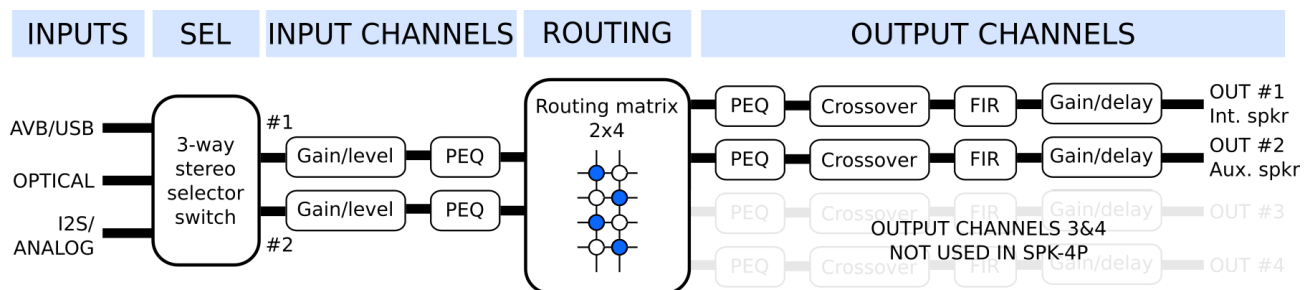 INPUTS
SEL
INPUT CHANNELS
ROUTING
OUTPUT CHANNELS
AVB/USB
OPTICAL
I2S/
ANALOG
3-way
stereo
selector
switch
#1
#2
Gain/level
PEQ
Gain/level
PEQ
Routing matrix
2x4
PEQ
Crossover
FIR
Gain/delay
OUT #1
Int. spkr
PEQ
Crossover
FIR
Gain/delay
OUT #2
Aux. spkr
PEQ
Crossover
FIR
Gain/delay
OUT #3
OUTPUT CHANNELS 3&4
NOT USED IN SPK-4P
PEQ
Crossover
FIR
Gain/delay
OUT #4